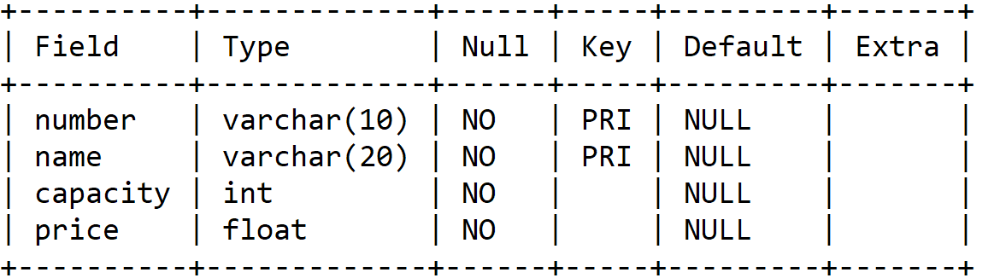 +----------+-------------+------+-----+---------+-------+
| Field    | Type        | Null | Key | Default | Extra |
+----------+-------------+------+-----+---------+-------+
| number   | varchar(10) | NO   | PRI | NULL    |       |
| name     | varchar(20) | NO   | PRI | NULL    |       |
| capacity | int         | NO   |     | NULL    |       |
| price    | float       | NO   |     | NULL    |       |
+----------+-------------+------+-----+---------+-------+